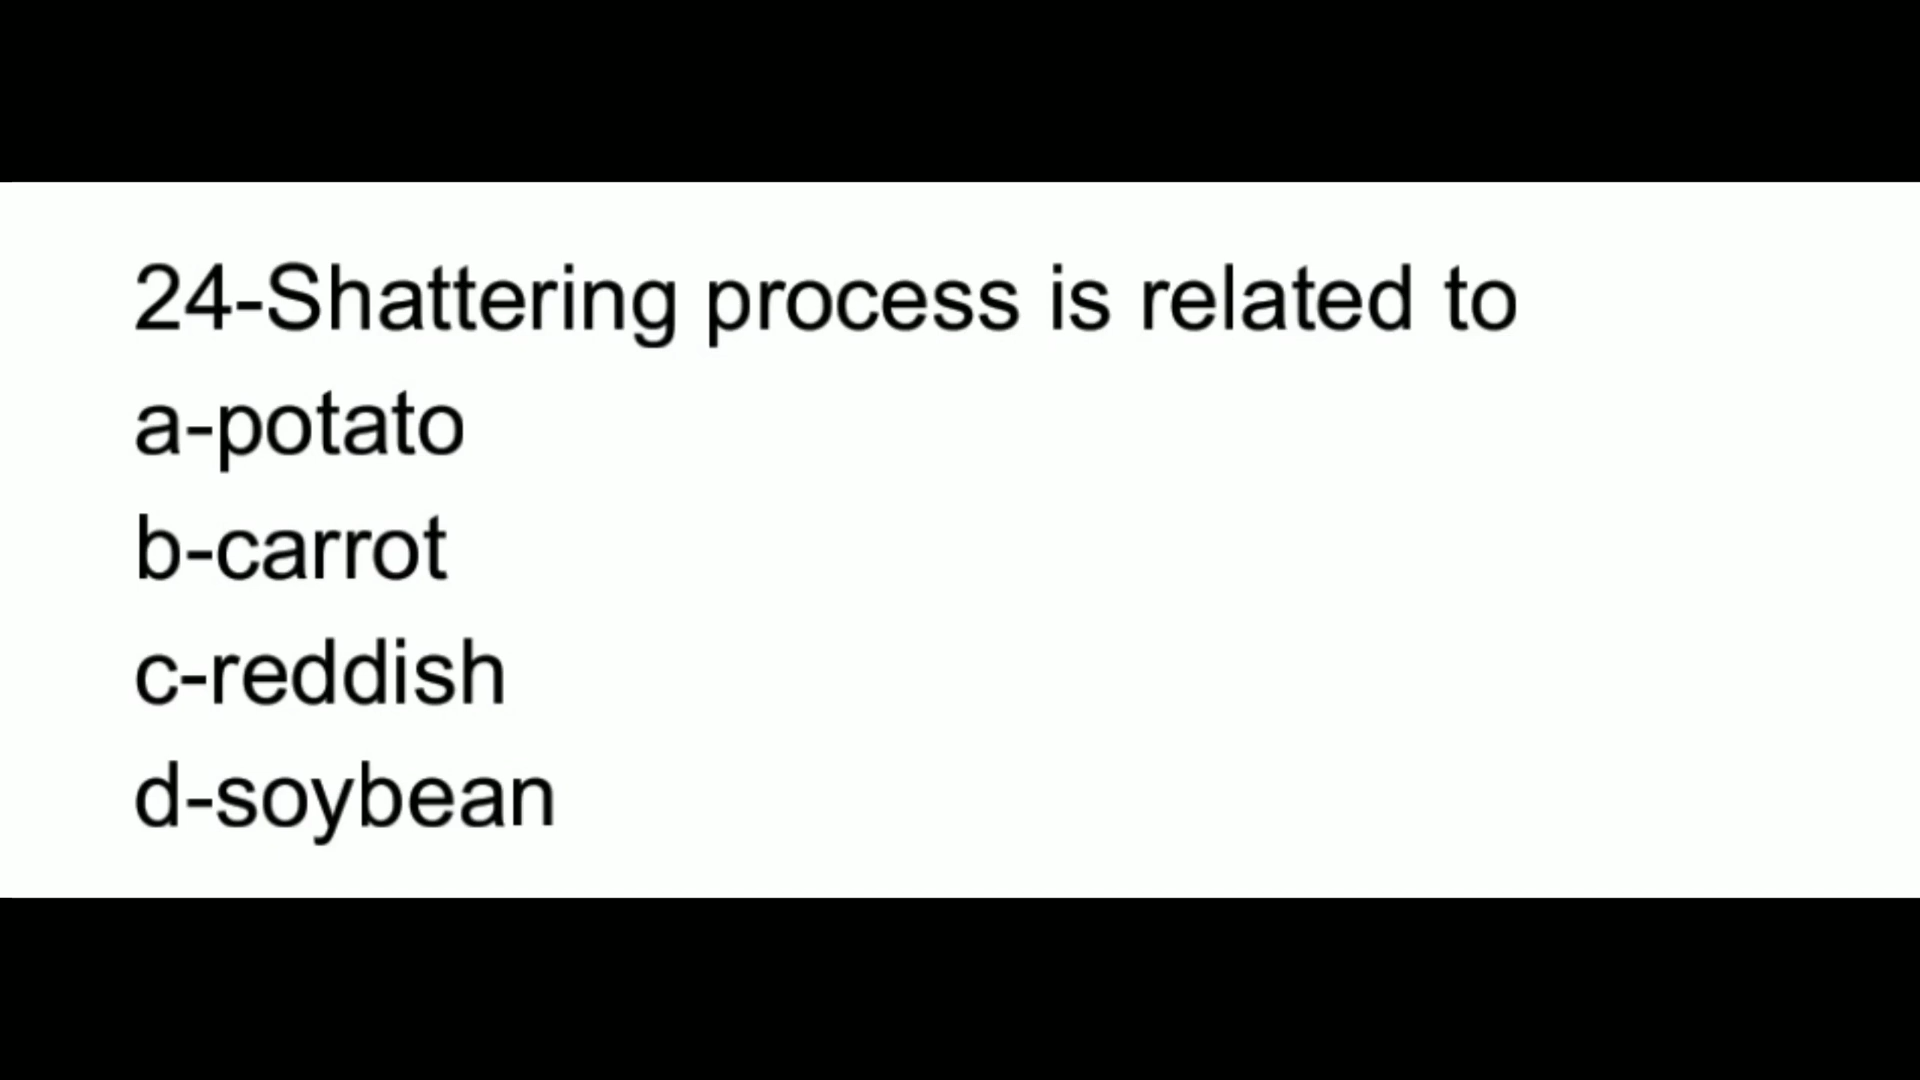 24-Shattering process is related to
a-potato
b-carrot
c-reddish
d-soybean